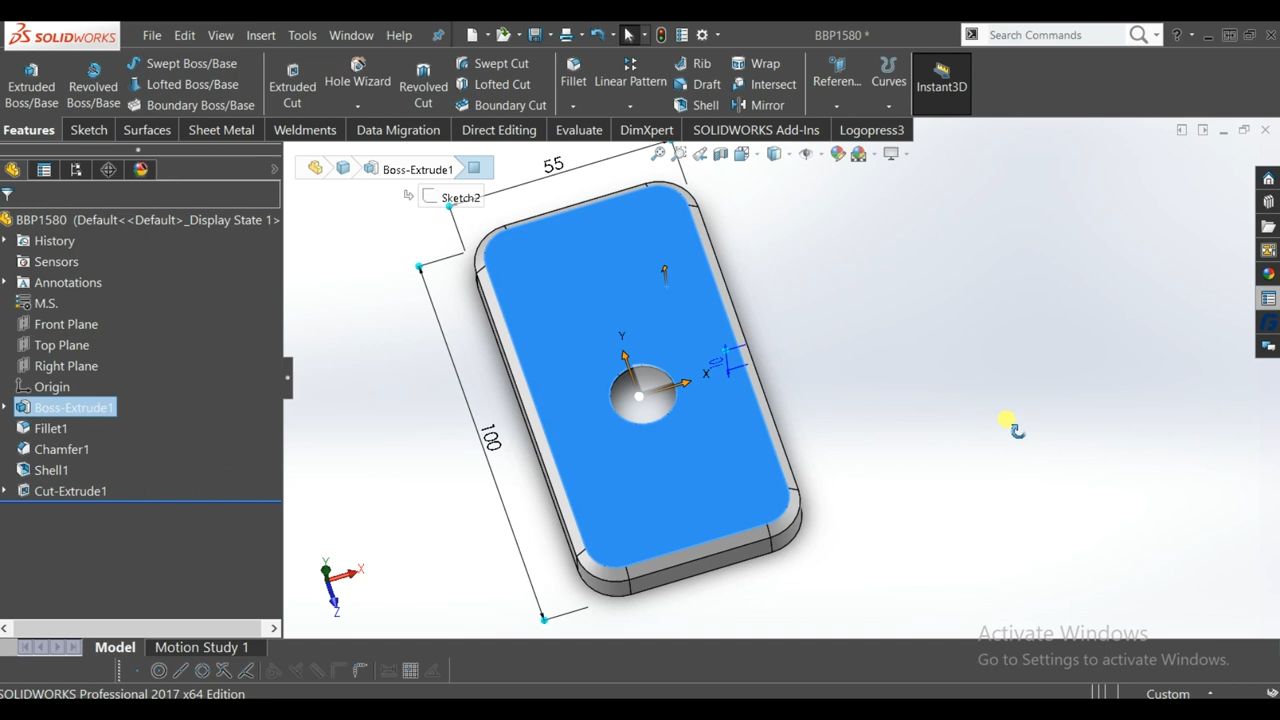 SOLIDWORKS File Edit View Insert Tools Window Help BBP1580 * Search Commands
Extruded Boss/Base
Revolved Boss/Base
Swept Boss/Base
Lofted Boss/Base
Boundary Boss/Base
Extruded Cut
Hole Wizard
Revolved Cut
Swept Cut
Lofted Cut
Boundary Cut
Fillet
Linear Pattern
Rib
Draft
Shell
Wrap
Intersect
Mirror
Referen...
Curves
Instant3D
Features Sketch Surfaces Sheet Metal Weldments Data Migration Direct Editing Evaluate DimXpert SOLIDWORKS Add-Ins Logopress3
Boss-Extrude1
Sketch2
55
100
Y
X
BBP1580 (Default<<Default>_Display State 1>
History
Sensors
Annotations
M.S.
Front Plane
Top Plane
Right Plane
Origin
Boss-Extrude1
Fillet1
Chamfer1
Shell1
Cut-Extrude1
Y
X
Z
Activate Windows
Go to Settings to activate Windows.
Model Motion Study 1
SOLIDWORKS Professional 2017 x64 Edition Custom